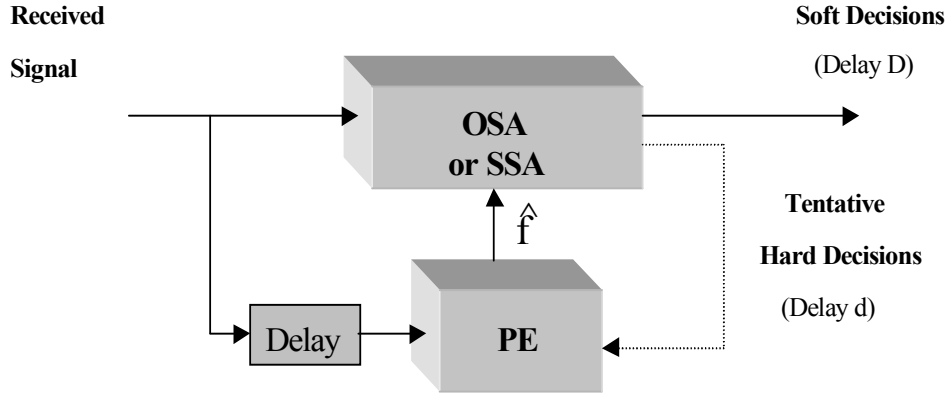 Received
Signal
Soft Decisions
(Delay D)
OSA
or SSA
f̂
Tentative
Hard Decisions
(Delay d)
Delay
PE